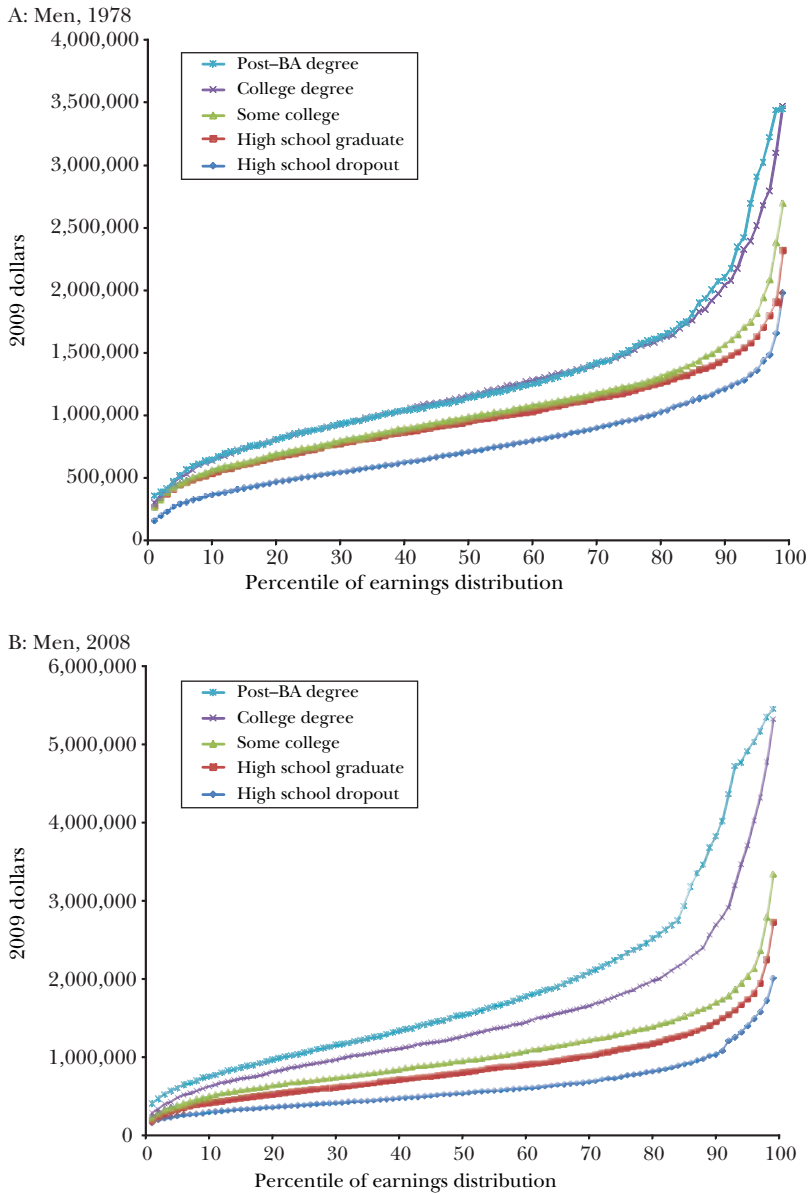 A: Men, 1978
4,000,000
3,500,000
3,000,000
2,500,000
2,000,000
1,500,000
1,000,000
500,000
0
2009 dollars
Post–BA degree
College degree
Some college
High school graduate
High school dropout
0 10 20 30 40 50 60 70 80 90 100
Percentile of earnings distribution
B: Men, 2008
6,000,000
5,000,000
4,000,000
3,000,000
2,000,000
1,000,000
0
2009 dollars
Post–BA degree
College degree
Some college
High school graduate
High school dropout
0 10 20 30 40 50 60 70 80 90 100
Percentile of earnings distribution